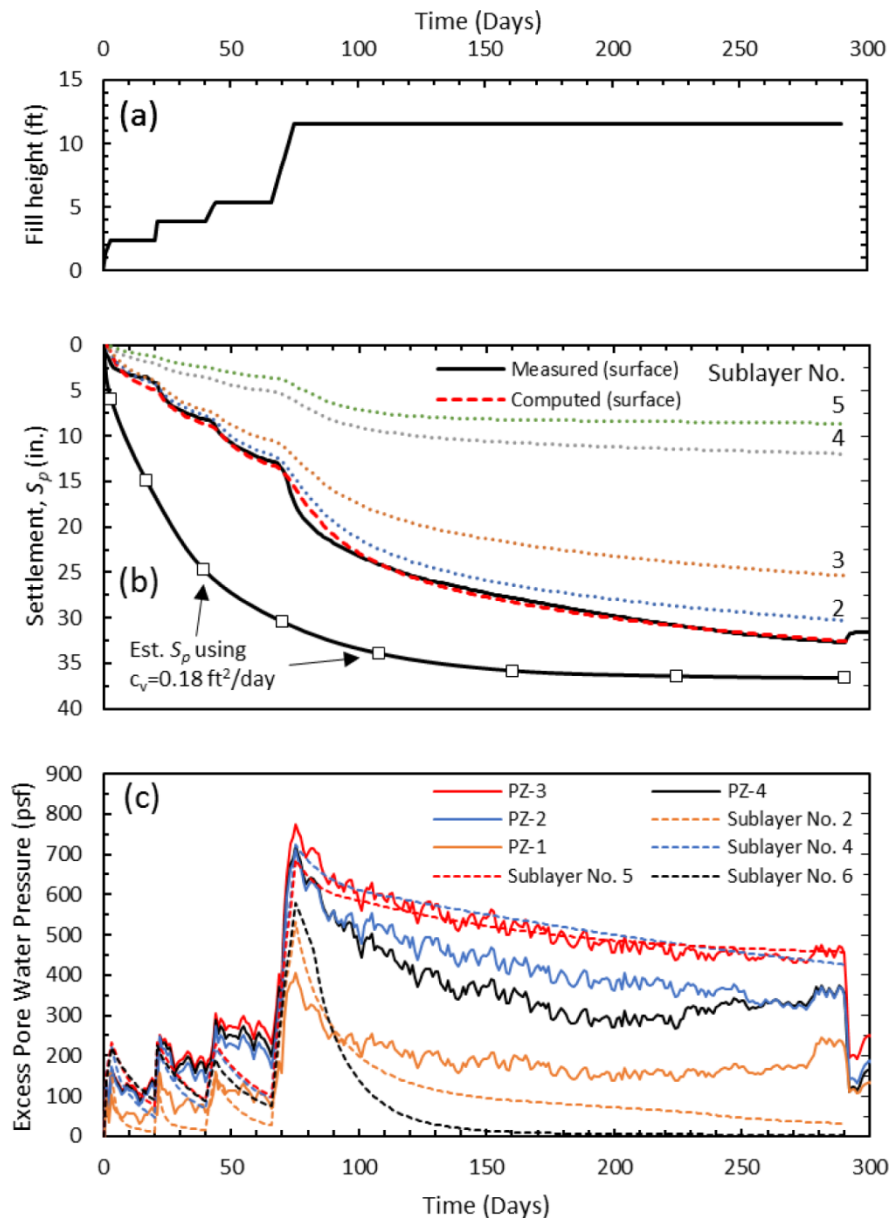 Time (Days)
0 50 100 150 200 250 300
15
10
5
0
Fill height (ft)
(a)
0
5
10
15
20
25
30
35
40
Settlement, Sp (in.)
Measured (surface)
Computed (surface)
Sublayer No.
5
4
3
2
(b)
Est. Sp using
cv=0.18 ft2/day
900
800
700
600
500
400
300
200
100
0
Excess Pore Water Pressure (psf)
(c)
PZ-3 PZ-4
PZ-2 Sublayer No. 2
PZ-1 Sublayer No. 4
Sublayer No. 5 Sublayer No. 6
0 50 100 150 200 250 300
Time (Days)